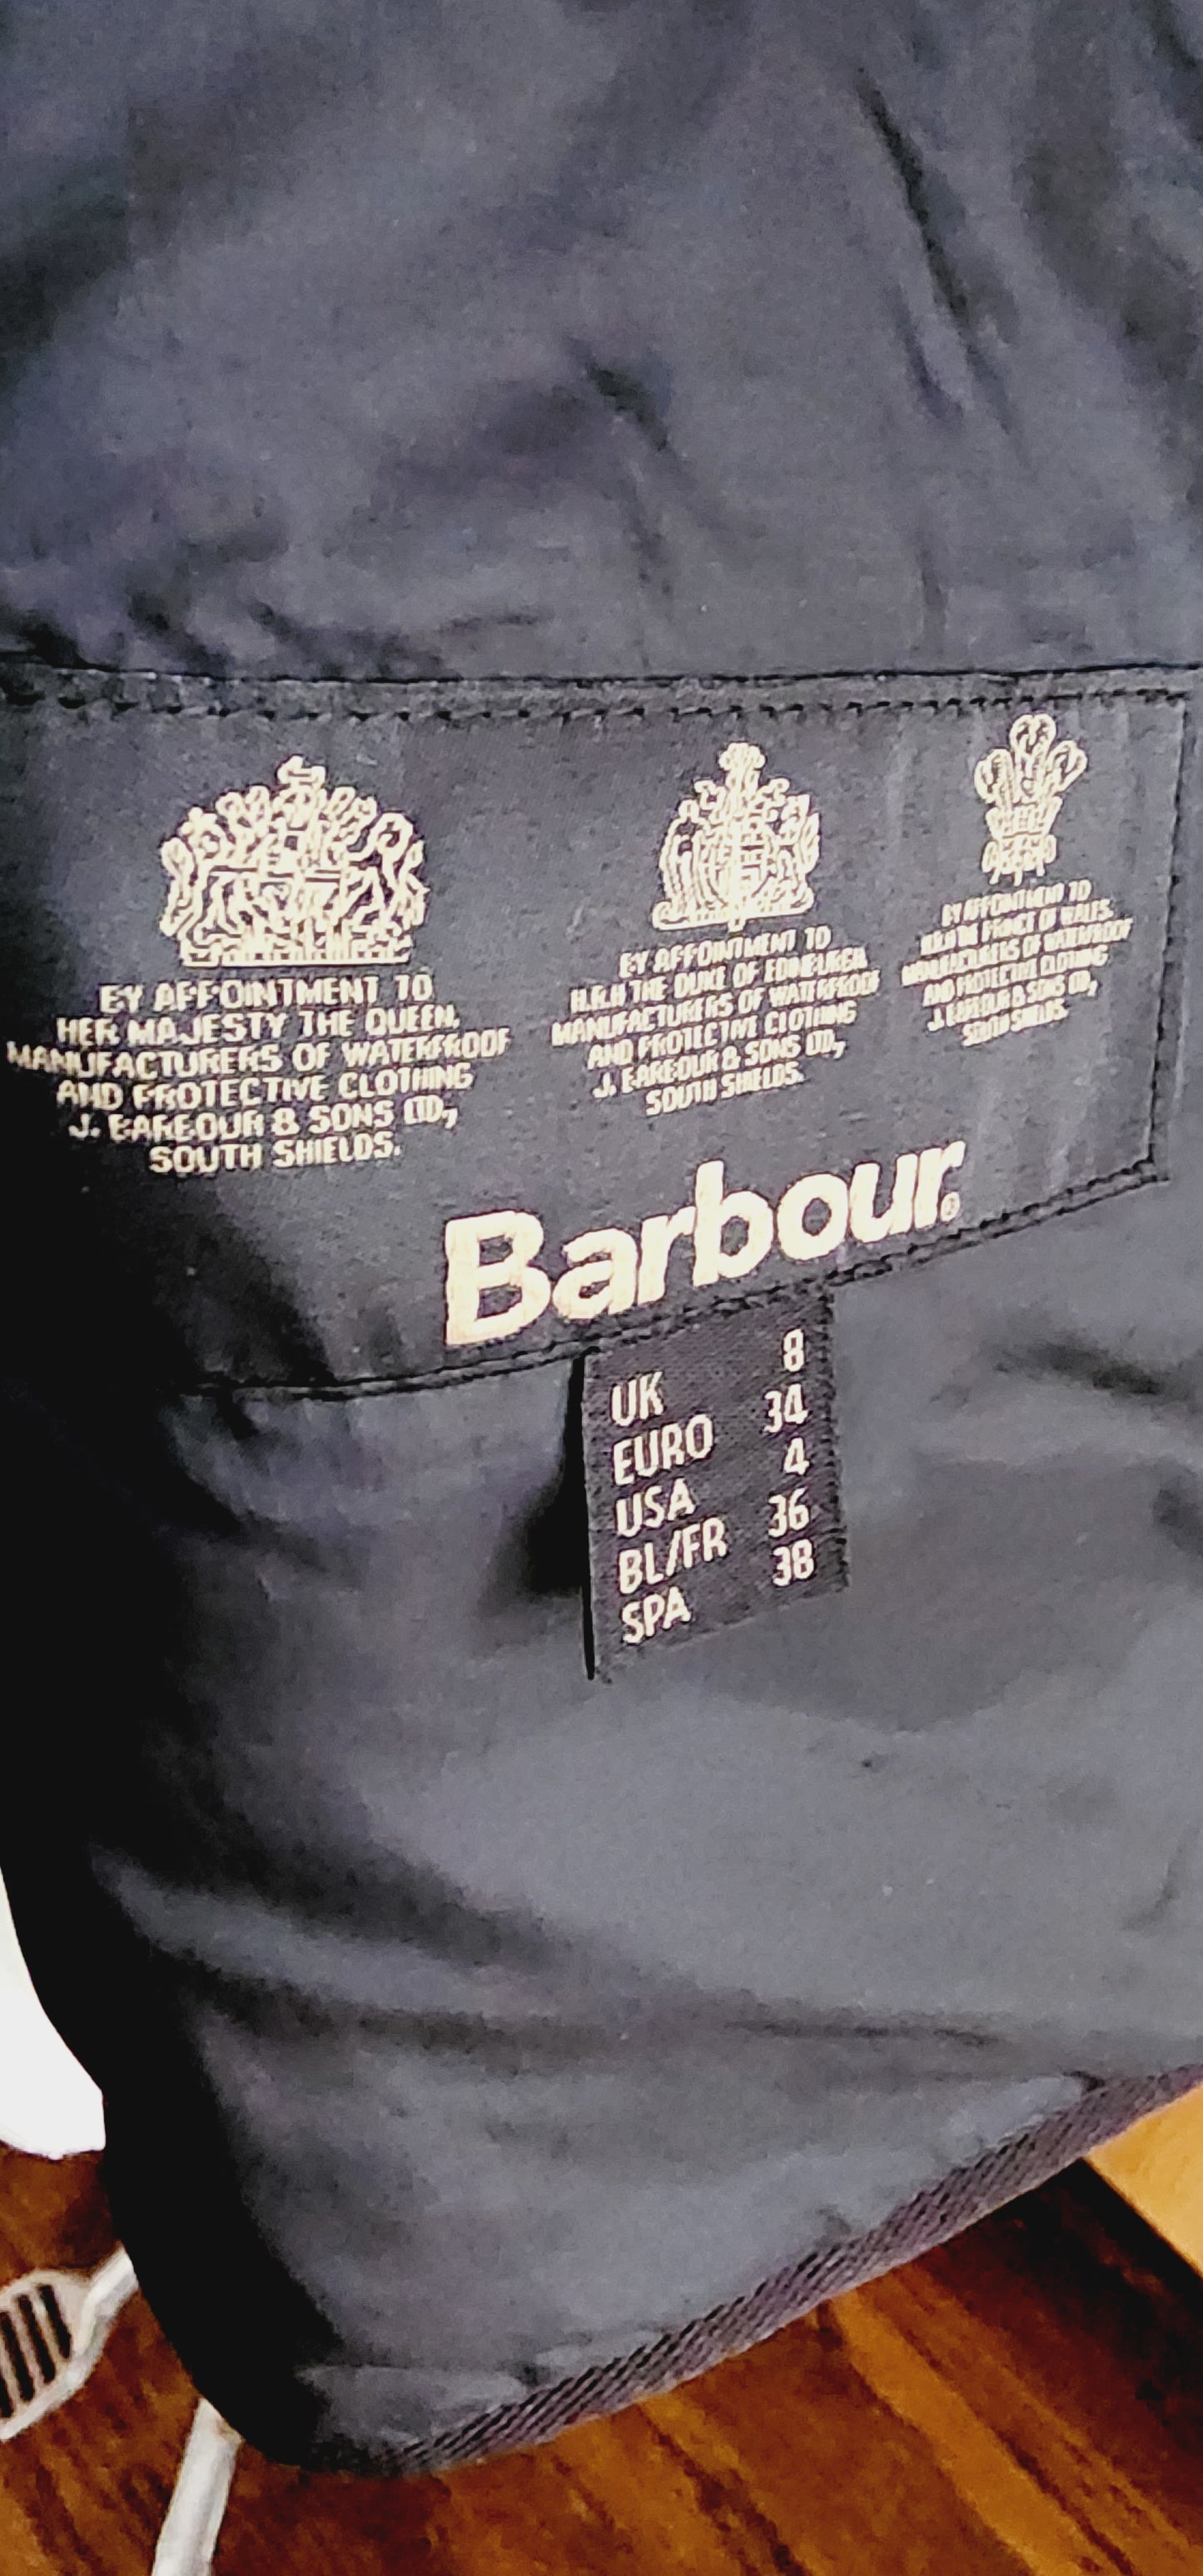 BY APPOINTMENT TO
HER MAJESTY THE QUEEN,
MANUFACTURERS OF WATERPROOF
AND PROTECTIVE CLOTHING
J. BARBOUR & SONS LTD,
SOUTH SHIELDS.
BY APPOINTMENT TO
H.R.H THE DUKE OF EDINBURGH
MANUFACTURERS OF WATERPROOF
AND PROTECTIVE CLOTHING
J. BARBOUR & SONS LTD,
SOUTH SHIELDS.
BY APPOINTMENT TO
H.R.H THE PRINCE OF WALES.
MANUFACTURERS OF WATERPROOF
AND PROTECTIVE CLOTHING
J. BARBOUR & SONS LTD,
SOUTH SHIELDS.
Barbour®
UK 8
EURO 34
USA 4
BL/FR 36
SPA 38